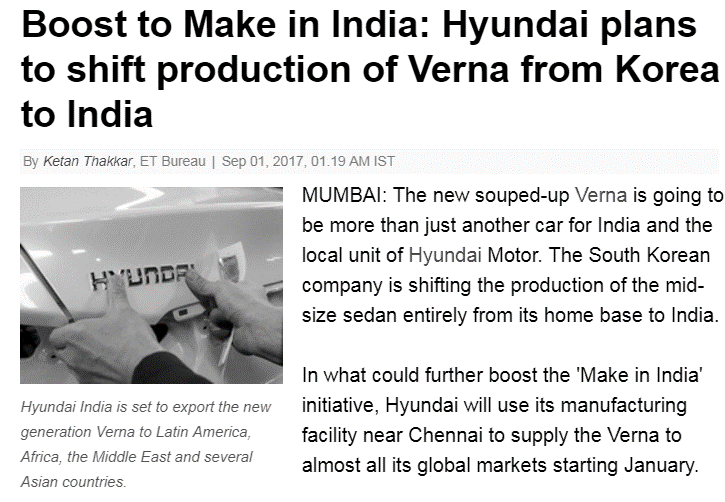 Boost to Make in India: Hyundai plans
to shift production of Verna from Korea
to India
By Ketan Thakkar, ET Bureau | Sep 01, 2017, 01.19 AM IST
HYUNDAI
MUMBAI: The new souped-up Verna is going to
be more than just another car for India and the
local unit of Hyundai Motor. The South Korean
company is shifting the production of the mid-
size sedan entirely from its home base to India.
In what could further boost the 'Make in India'
initiative, Hyundai will use its manufacturing
facility near Chennai to supply the Verna to
almost all its global markets starting January.
Hyundai India is set to export the new
generation Verna to Latin America,
Africa, the Middle East and several
Asian countries.